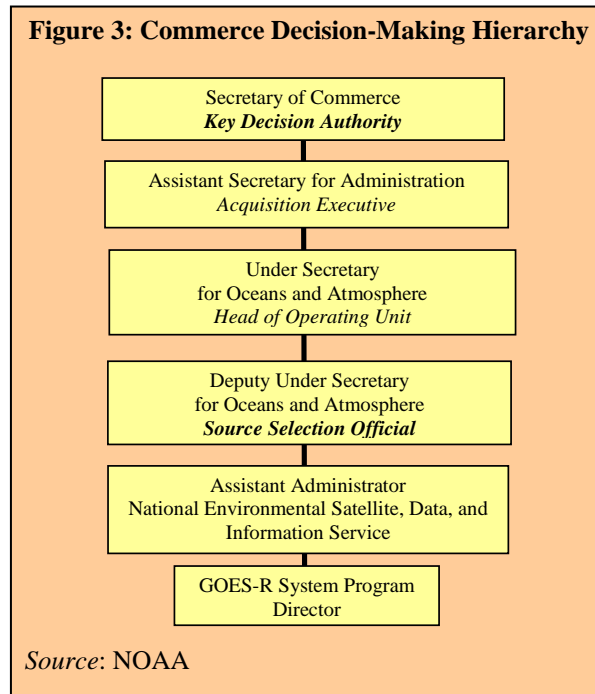 Figure 3: Commerce Decision-Making Hierarchy
Secretary of Commerce
Key Decision Authority
Assistant Secretary for Administration
Acquisition Executive
Under Secretary
for Oceans and Atmosphere
Head of Operating Unit
Deputy Under Secretary
for Oceans and Atmosphere
Source Selection Official
Assistant Administrator
National Environmental Satellite, Data, and
Information Service
GOES-R System Program
Director
Source: NOAA